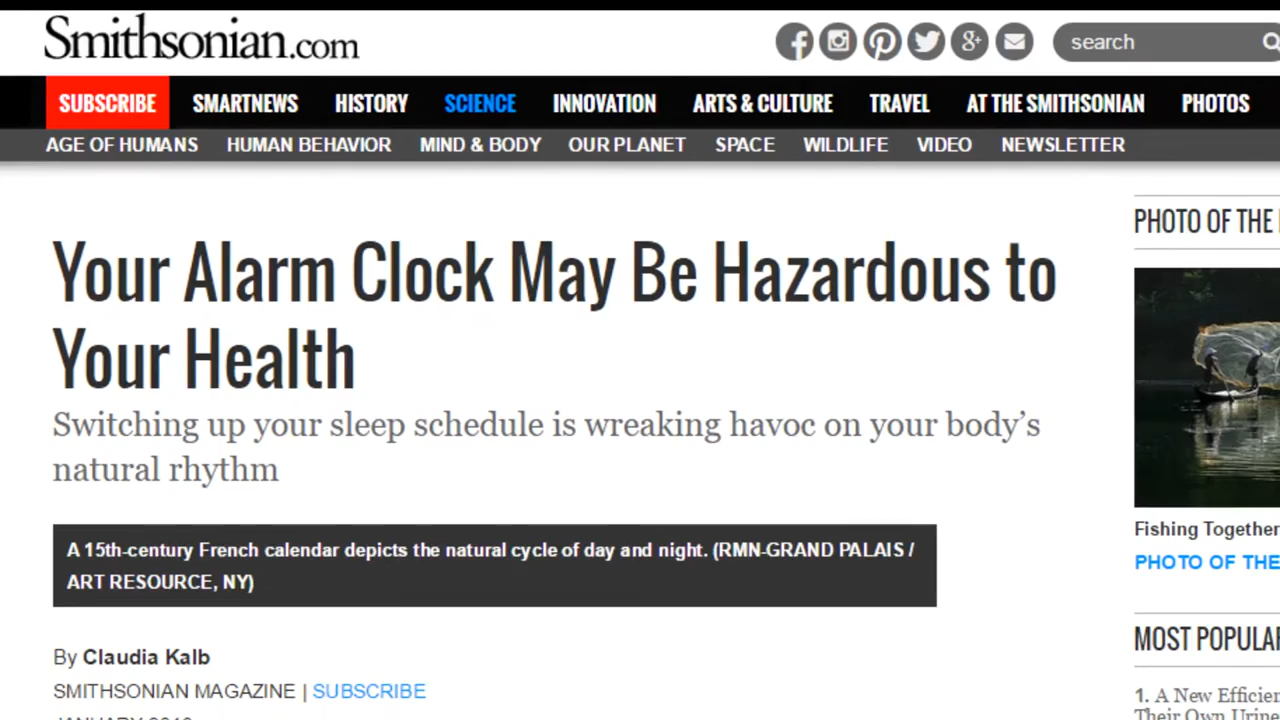 Smithsonian.com
search
SUBSCRIBE SMARTNEWS HISTORY SCIENCE INNOVATION ARTS & CULTURE TRAVEL AT THE SMITHSONIAN PHOTOS
AGE OF HUMANS HUMAN BEHAVIOR MIND & BODY OUR PLANET SPACE WILDLIFE VIDEO NEWSLETTER
Your Alarm Clock May Be Hazardous to
Your Health
Switching up your sleep schedule is wreaking havoc on your body's
natural rhythm
A 15th-century French calendar depicts the natural cycle of day and night. (RMN-GRAND PALAIS /
ART RESOURCE, NY)
By Claudia Kalb
SMITHSONIAN MAGAZINE | SUBSCRIBE
PHOTO OF THE
Fishing Together
PHOTO OF THE
MOST POPULAR
1. A New Efficien
Their Own Urine